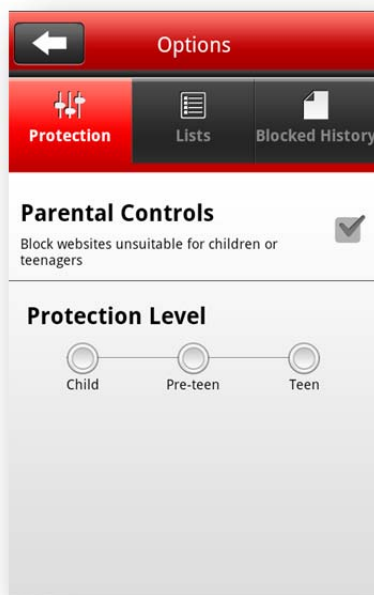 Options
Protection
Lists
Blocked History
Parental Controls
Block websites unsuitable for children or
teenagers
Protection Level
Child
Pre-teen
Teen